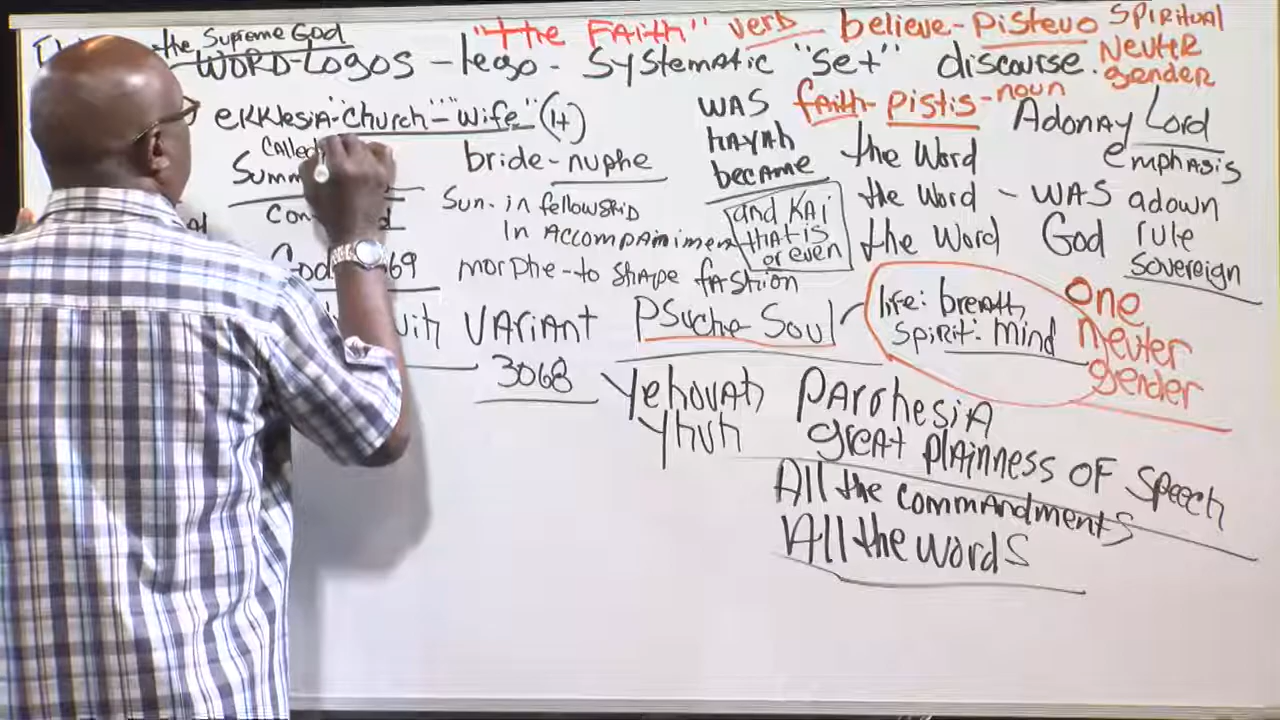 the Supreme God
"the FAith" verb believe - Pisteuo SPIRITUAL
WORD-LOGOS - lego - Systematic "Set" discourse. Neuter
gender
ekklesia "church" "wife" (It) WAS faith - pistis - noun Adonay Lord
called hayah the Word emphasis
bride - nuphe became
Sun. in fellowship and KAi the Word - WAS adown
in Accompaniment that is the Word God rule
God 69 morphe - to shape fashion or even sovereign
VARiant Psuche Soul life: breath one
spirit: mind neuter
3068 gender
Yehovah Parrhesia
yhuh great plainness OF Speech
All the commandments
All the words